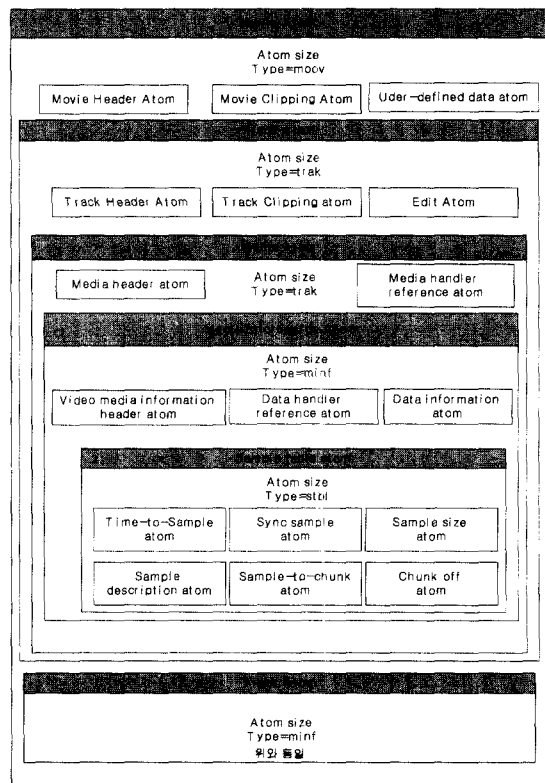 Atom size
Type=moov
Movie Header Atom
Movie Clipping Atom
Uder-defined data atom
Atom size
Type=trak
Track Header Atom
Track Clipping atom
Edit Atom
Media header atom
Atom size
Type=trak
Media handler
reference atom
Atom size
Type=minf
Video media information
header atom
Data handler
reference atom
Data information
atom
Sample table atom
Atom size
Type=stbl
Time-to-Sample
atom
Sync sample
atom
Sample size
atom
Sample
description atom
Sample-to-chunk
atom
Chunk off
atom
Atom size
Type=minf
위와 동일